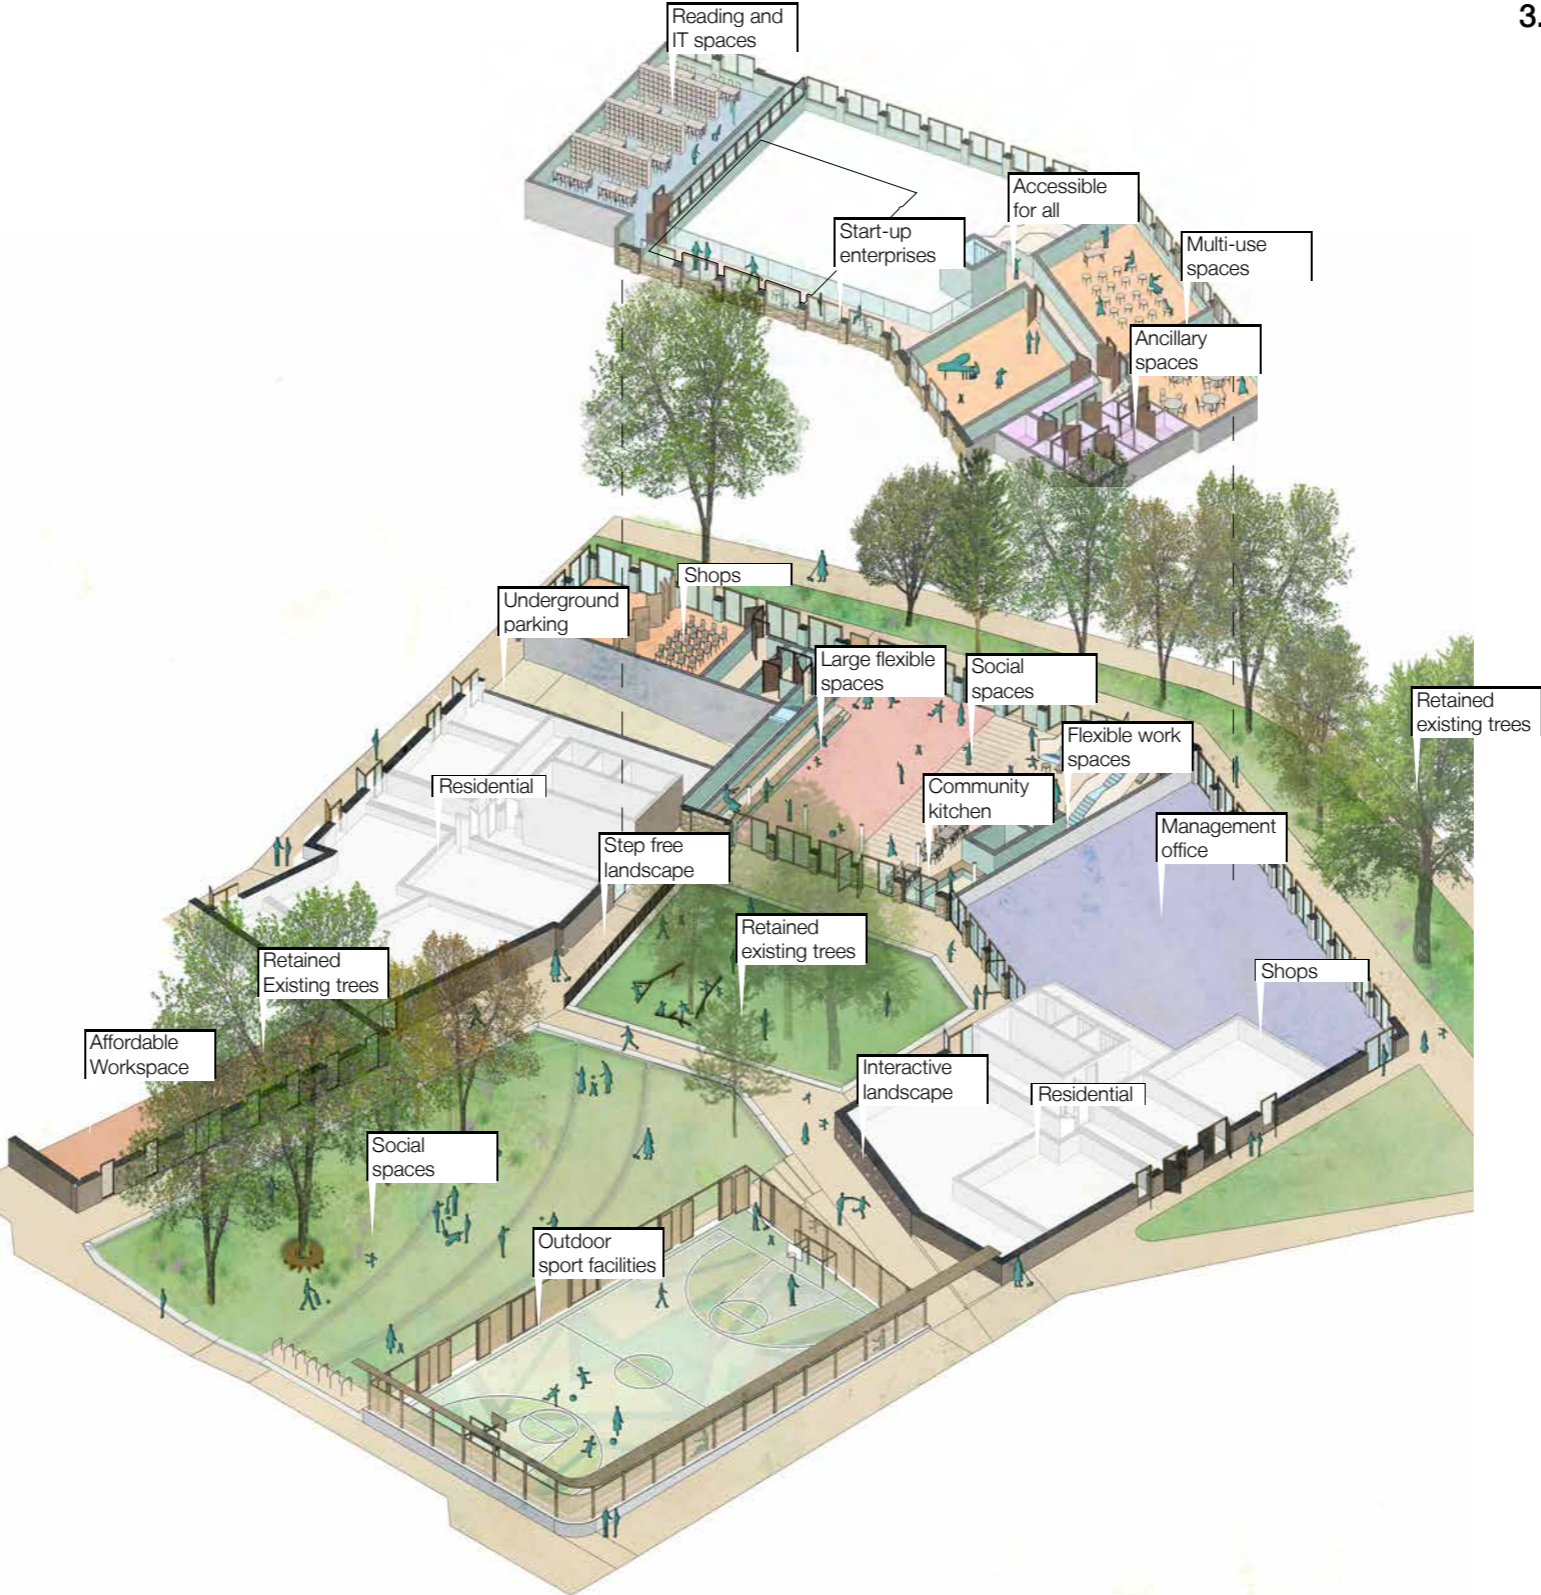 3.
Reading and
IT spaces
Accessible
for all
Start-up
enterprises
Multi-use
spaces
Ancillary
spaces
Shops
Underground
parking
Large flexible
spaces
Social
spaces
Retained
existing trees
Flexible work
spaces
Residential
Community
kitchen
Management
office
Step free
landscape
Retained
existing trees
Retained
Existing trees
Shops
Affordable
Workspace
Interactive
landscape
Residential
Social
spaces
Outdoor
sport facilities